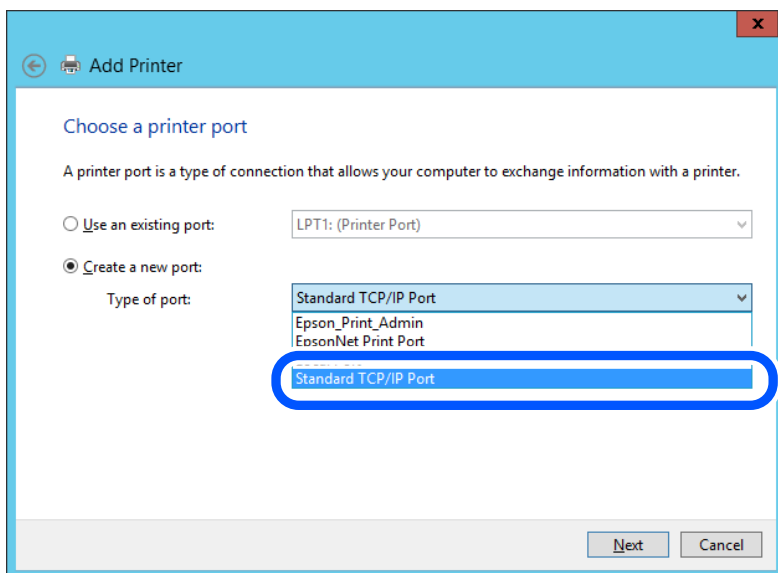 x
Add Printer
Choose a printer port
A printer port is a type of connection that allows your computer to exchange information with a printer.
Use an existing port: LPT1: (Printer Port)
Create a new port:
Type of port: Standard TCP/IP Port
Epson_Print_Admin
EpsonNet Print Port
Standard TCP/IP Port
Next Cancel